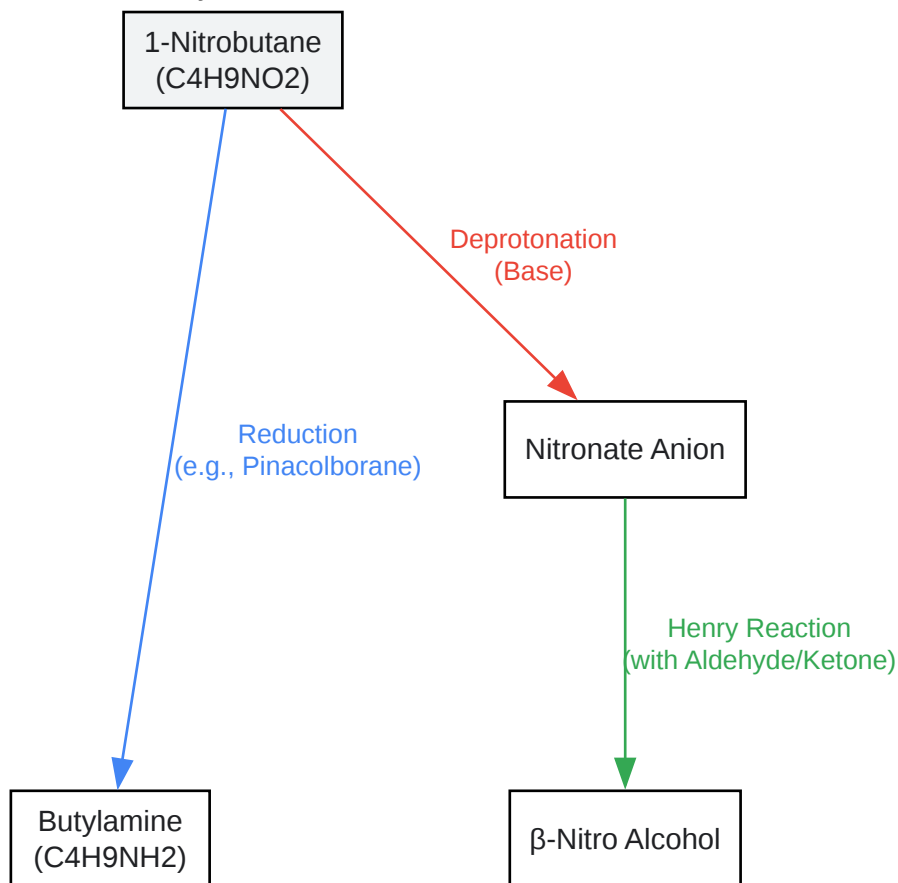 1-Nitrobutane
(C4H9NO2)
Deprotonation
(Base)
Reduction
(e.g., Pinacolborane)
Nitronate Anion
Henry Reaction
(with Aldehyde/Ketone)
Butylamine
(C4H9NH2)
β-Nitro Alcohol